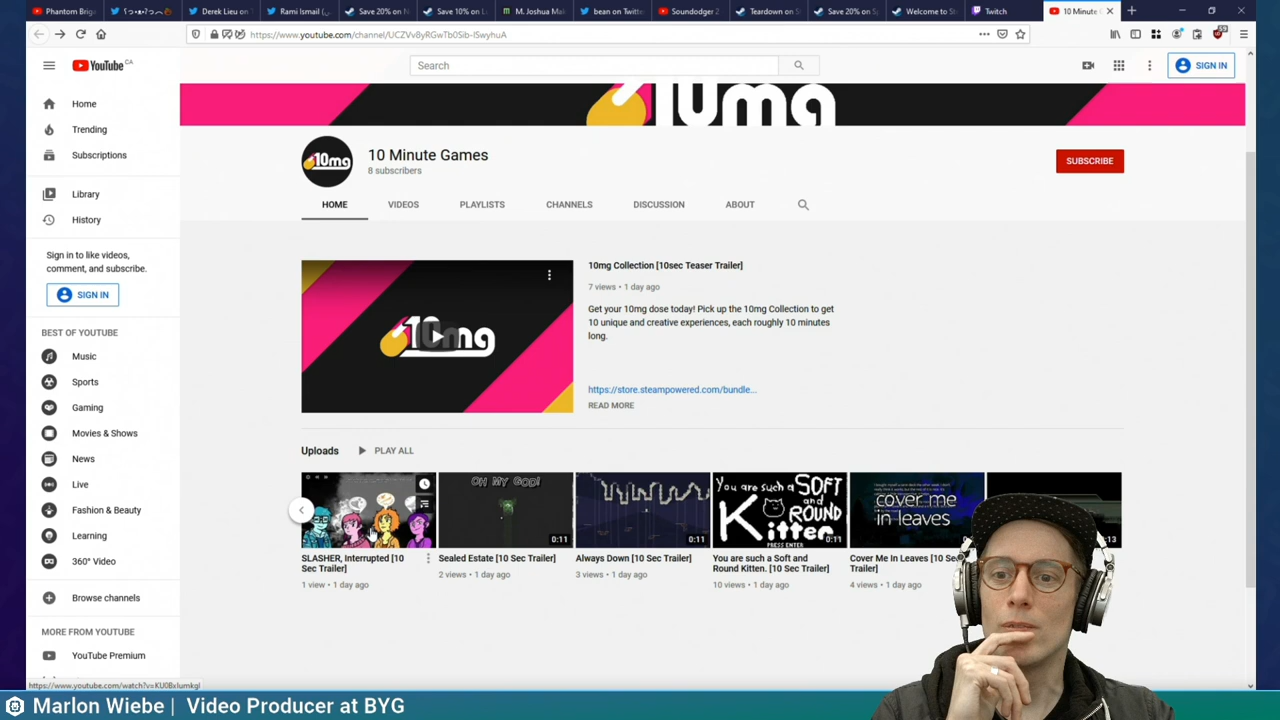 Phantom Briga
Derek Lieu on
Rami Ismail (
Save 20% on N
Save 10% on L
M. Joshua Mak
bean on Twitte
Soundodger 2
Teardown on S
Save 20% on S
Welcome to St
Twitch
10 Minute
https://www.youtube.com/channel/UCZVv8yRGwTb0Sib-ISwyhuA
YouTube CA
Search
SIGN IN
Home
Trending
Subscriptions
Library
History
Sign in to like videos,
comment, and subscribe.
SIGN IN
BEST OF YOUTUBE
Music
Sports
Gaming
Movies & Shows
News
Live
Fashion & Beauty
Learning
360° Video
Browse channels
MORE FROM YOUTUBE
YouTube Premium
10mg
10mg
10 Minute Games
8 subscribers
SUBSCRIBE
HOME
VIDEOS
PLAYLISTS
CHANNELS
DISCUSSION
ABOUT
10mg
10mg Collection [10sec Teaser Trailer]
7 views • 1 day ago
Get your 10mg dose today! Pick up the 10mg Collection to get
10 unique and creative experiences, each roughly 10 minutes
long.
https://store.steampowered.com/bundle...
READ MORE
Uploads
PLAY ALL
SLASHER, Interrupted [10
Sec Trailer]
1 view • 1 day ago
OH MY GOD!
0:11
Sealed Estate [10 Sec Trailer]
2 views • 1 day ago
0:11
Always Down [10 Sec Trailer]
3 views • 1 day ago
You are such a SOFT
and ROUND
Kitten.
PRESS ENTER
0:11
You are such a Soft and
Round Kitten. [10 Sec Trailer]
10 views • 1 day ago
cover me
in leaves
Cover Me In Leaves [10 Sec
Trailer]
4 views • 1 day ago
:13
Marlon Wiebe | Video Producer at BYG